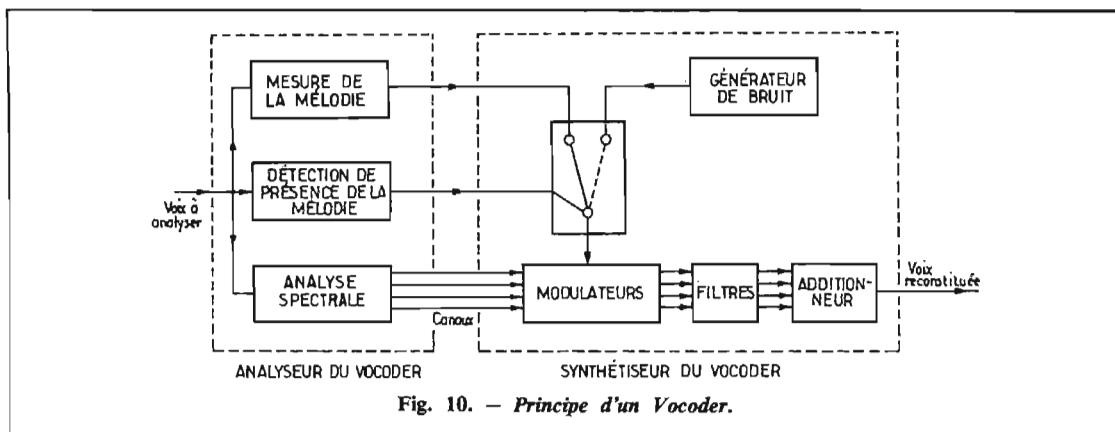 MESURE DE
LA MÉLODIE
GÉNÉRATEUR
DE BRUIT
DÉTECTION DE
PRÉSENCE DE LA
MÉLODIE
Voix à
analyser
ANALYSE
SPECTRALE
Canaux
MODULATEURS
FILTRES
ADDITION-
NEUR
Voix
reconstituée
ANALYSEUR DU VOCODER
SYNTHÉTISEUR DU VOCODER
Fig. 10. — Principe d'un Vocoder.